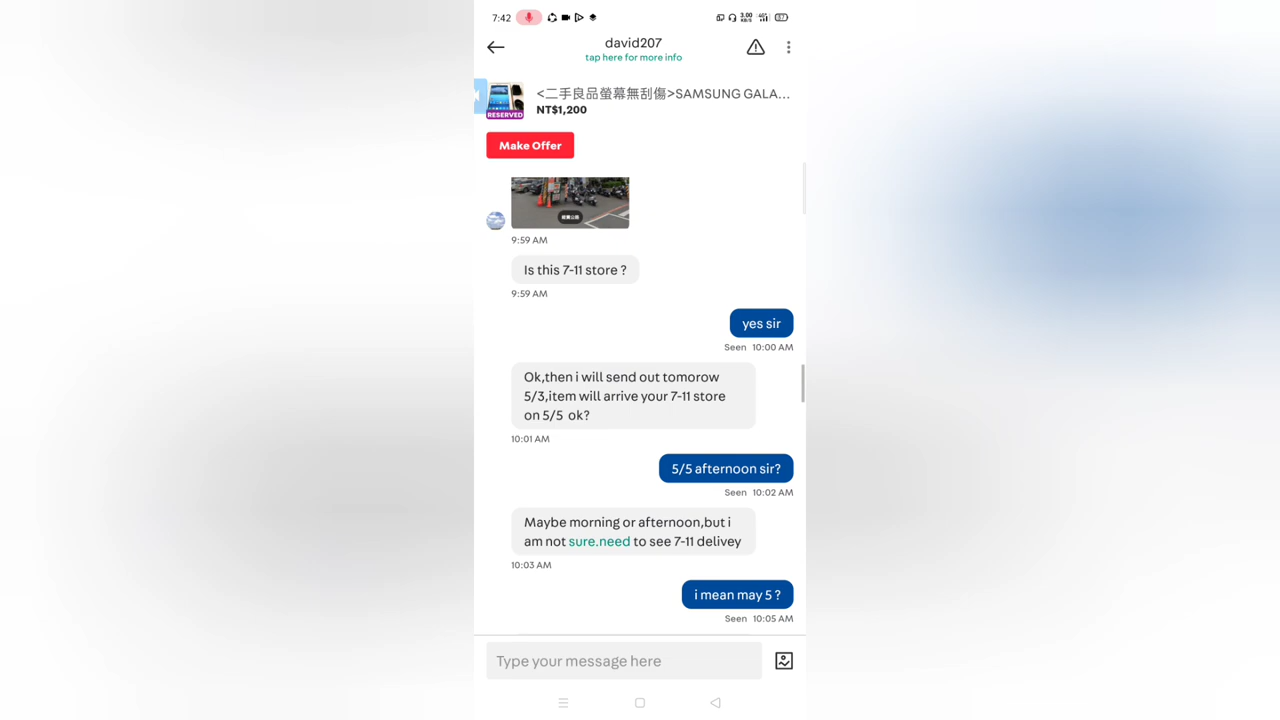 7:42
3.00
KB/S
87
david207
tap here for more info
<二手良品螢幕無刮傷>SAMSUNG GALA...
RESERVED
NT$1,200
Make Offer
9:59 AM
Is this 7-11 store ?
9:59 AM
yes sir
Seen 10:00 AM
Ok,then i will send out tomorow
5/3,item will arrive your 7-11 store
on 5/5 ok?
10:01 AM
5/5 afternoon sir?
Seen 10:02 AM
Maybe morning or afternoon,but i
am not sure.need to see 7-11 delivey
10:03 AM
i mean may 5 ?
Seen 10:05 AM
Type your message here